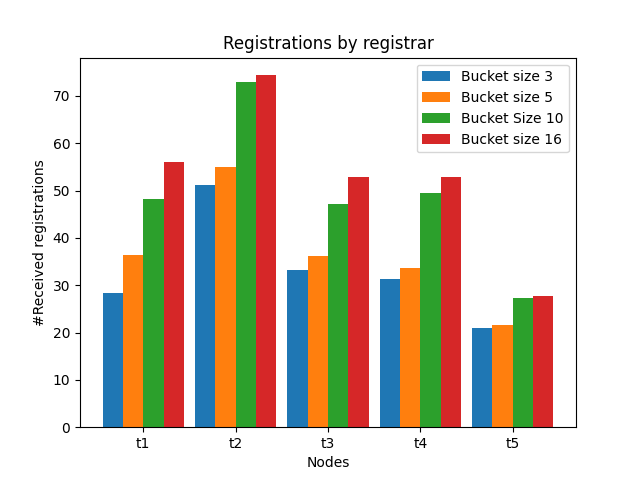 Registrations by registrar
Bucket size 3
Bucket size 5
Bucket Size 10
Bucket size 16
#Received registrations
70
60
50
40
30
20
10
0
t1 t2 t3 t4 t5
Nodes